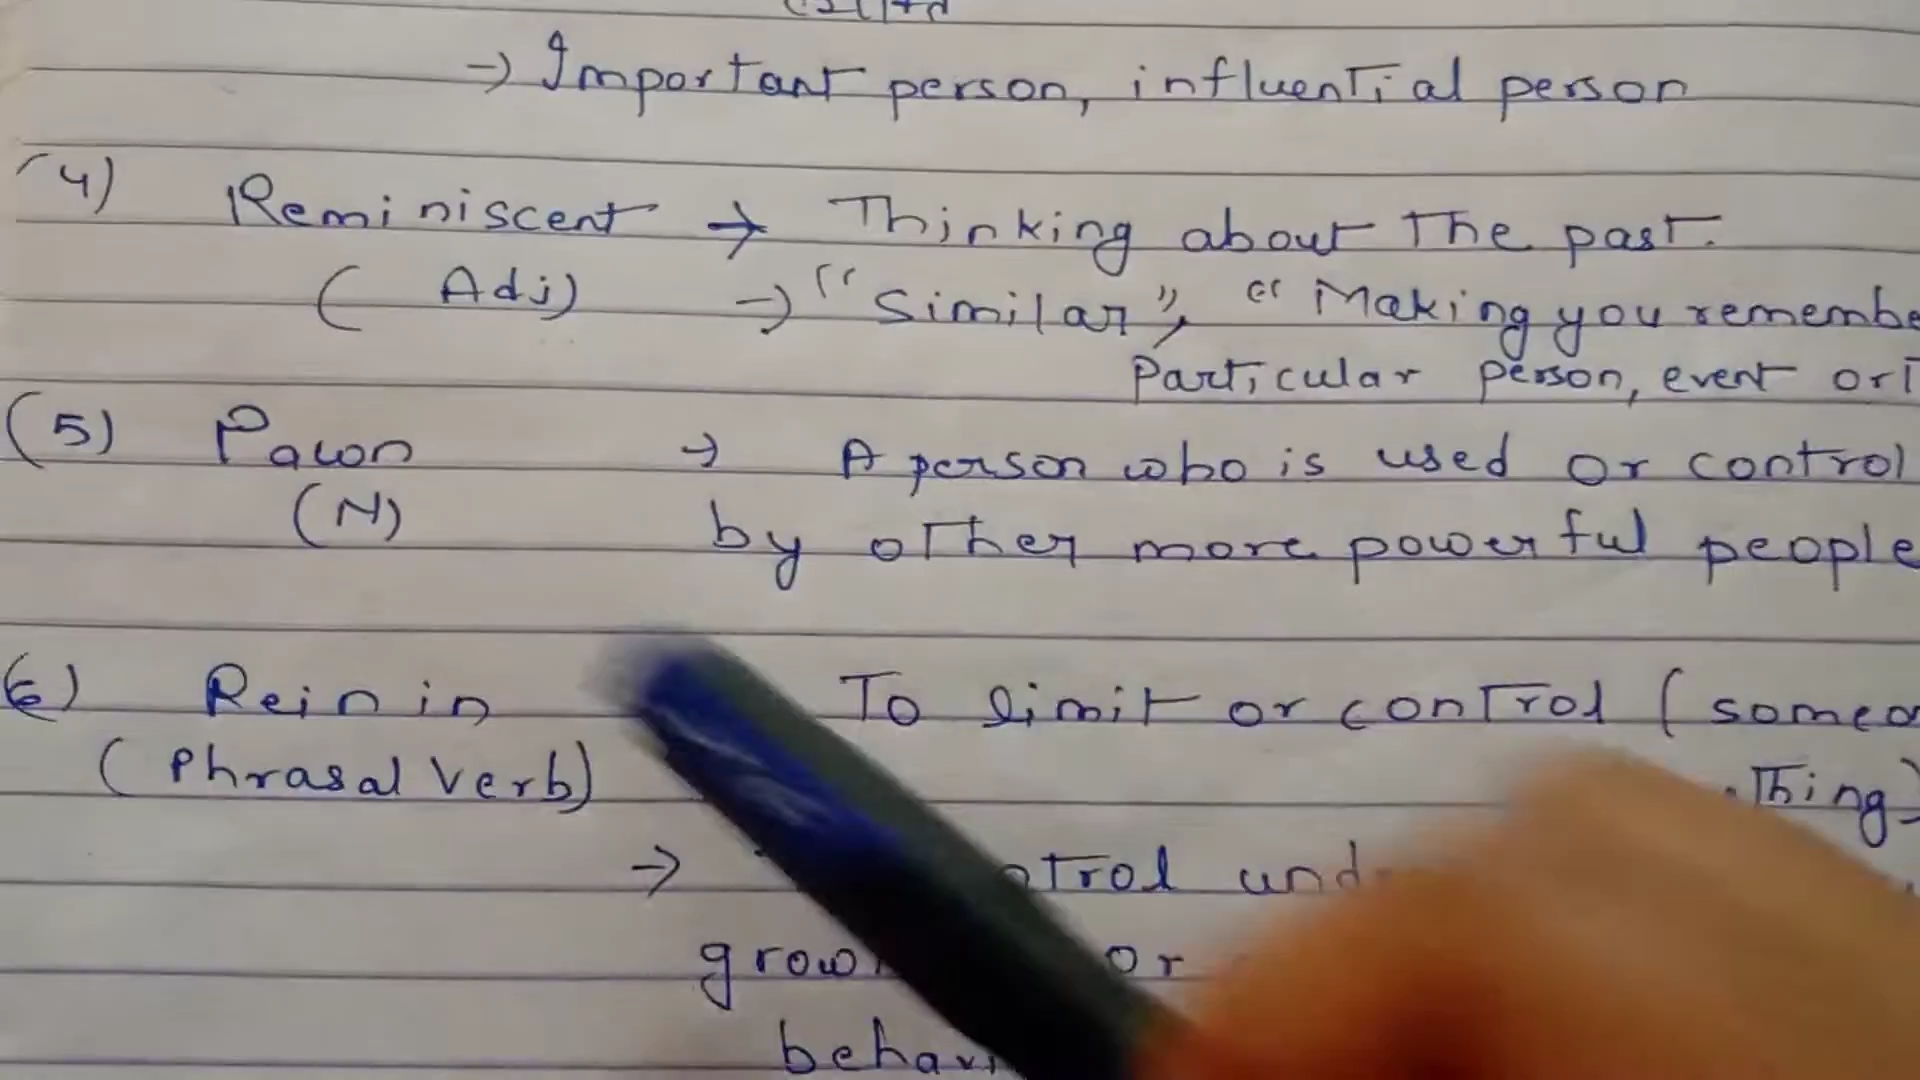 → Important person, influential person
(4) Reminiscent → Thinking about the past.
(Adj) → "Similar", "Making you remembe
Particular person, event or
(5) Pawn → A person who is used or control
(N) by other more powerful people
6) Rein in To limit or control (someo
(Phrasal Verb) thing)
→
or